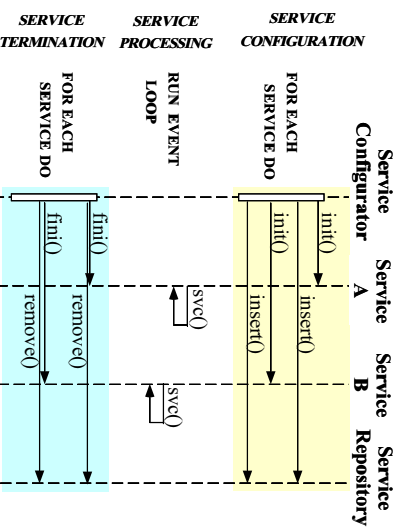 SERVICE
CONFIGURATION
SERVICE
PROCESSING
SERVICE
TERMINATION
Service
Configurator
Service
A
Service
B
Service
Repository
FOR EACH
SERVICE DO
init()
insert()
init()
insert()
RUN EVENT
LOOP
svc()
svc()
FOR EACH
SERVICE DO
fini()
remove()
fini()
remove()